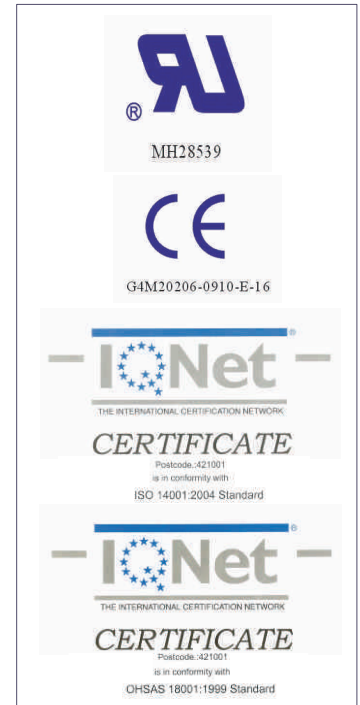 ®
MH28539
CE
G4M20206-0910-E-16
®
IQNet
THE INTERNATIONAL CERTIFICATION NETWORK
CERTIFICATE
Postcode.:421001
is in conformity with
ISO 14001:2004 Standard
®
IQNet
THE INTERNATIONAL CERTIFICATION NETWORK
CERTIFICATE
Postcode.:421001
is in conformity with
OHSAS 18001:1999 Standard